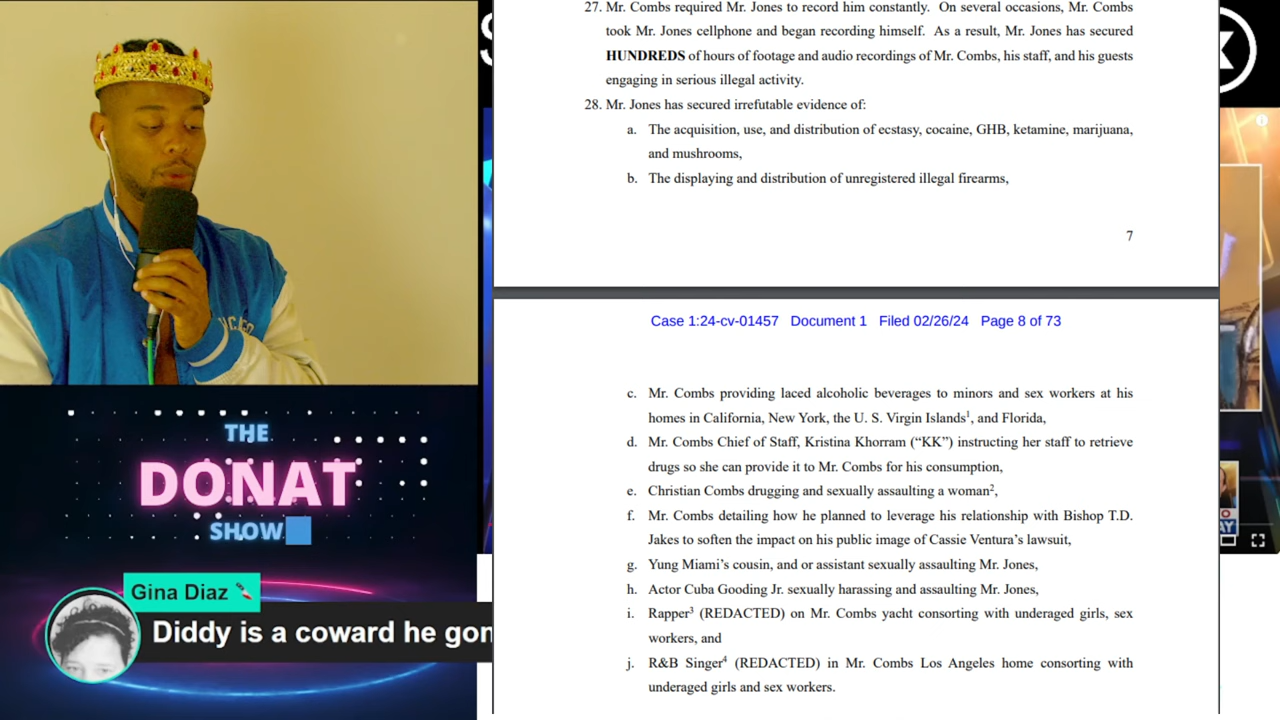 27. Mr. Combs required Mr. Jones to record him constantly. On several occasions, Mr. Combs
took Mr. Jones cellphone and began recording himself. As a result, Mr. Jones has secured
HUNDREDS of hours of footage and audio recordings of Mr. Combs, his staff, and his guests
engaging in serious illegal activity.
28. Mr. Jones has secured irrefutable evidence of:
a. The acquisition, use, and distribution of ecstasy, cocaine, GHB, ketamine, marijuana,
and mushrooms,
b. The displaying and distribution of unregistered illegal firearms,
7
Case 1:24-cv-01457 Document 1 Filed 02/26/24 Page 8 of 73
c. Mr. Combs providing laced alcoholic beverages to minors and sex workers at his
homes in California, New York, the U. S. Virgin Islands¹, and Florida,
d. Mr. Combs Chief of Staff, Kristina Khorram (“KK”) instructing her staff to retrieve
drugs so she can provide it to Mr. Combs for his consumption,
e. Christian Combs drugging and sexually assaulting a woman²,
f. Mr. Combs detailing how he planned to leverage his relationship with Bishop T.D.
Jakes to soften the impact on his public image of Cassie Ventura’s lawsuit,
g. Yung Miami’s cousin, and or assistant sexually assaulting Mr. Jones,
h. Actor Cuba Gooding Jr. sexually harassing and assaulting Mr. Jones,
i. Rapper³ (REDACTED) on Mr. Combs yacht consorting with underaged girls, sex
workers, and
j. R&B Singer⁴ (REDACTED) in Mr. Combs Los Angeles home consorting with
underaged girls and sex workers.
THE
DONAT
SHOW
Gina Diaz
Diddy is a coward he gon